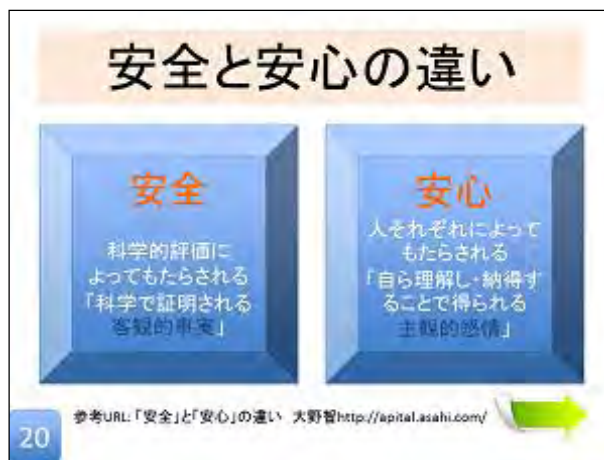 安全と安心の違い
安全
科学的評価に
よってもたらされる
「科学で証明される
客観的事実」
安心
人それぞれによって
もたらされる
「自ら理解し・納得す
ることで得られる
主観的感情」
参考URL:「安全」と「安心」の違い 大野智http://apital.asahi.com/
20